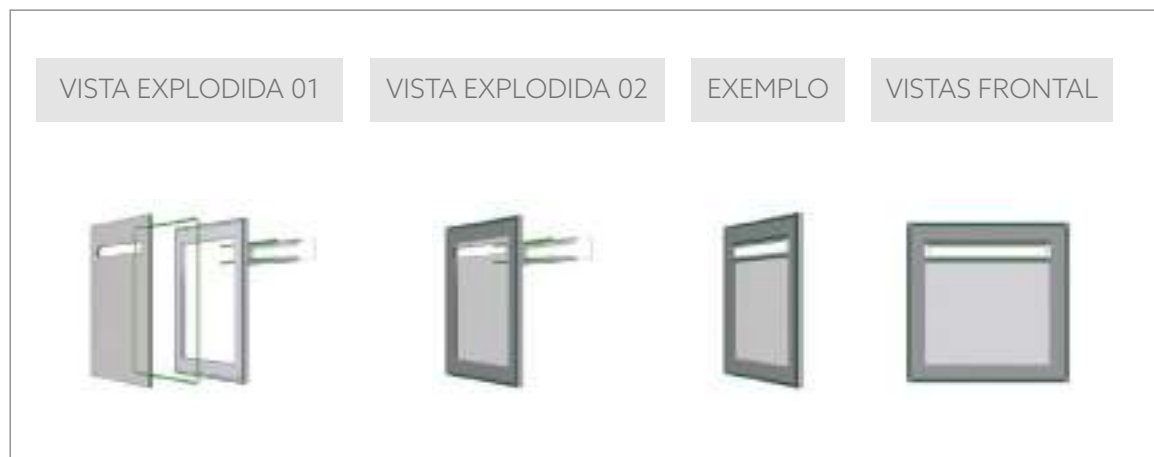 VISTA EXPLODIDA 01
VISTA EXPLODIDA 02
EXEMPLO
VISTAS FRONTAL